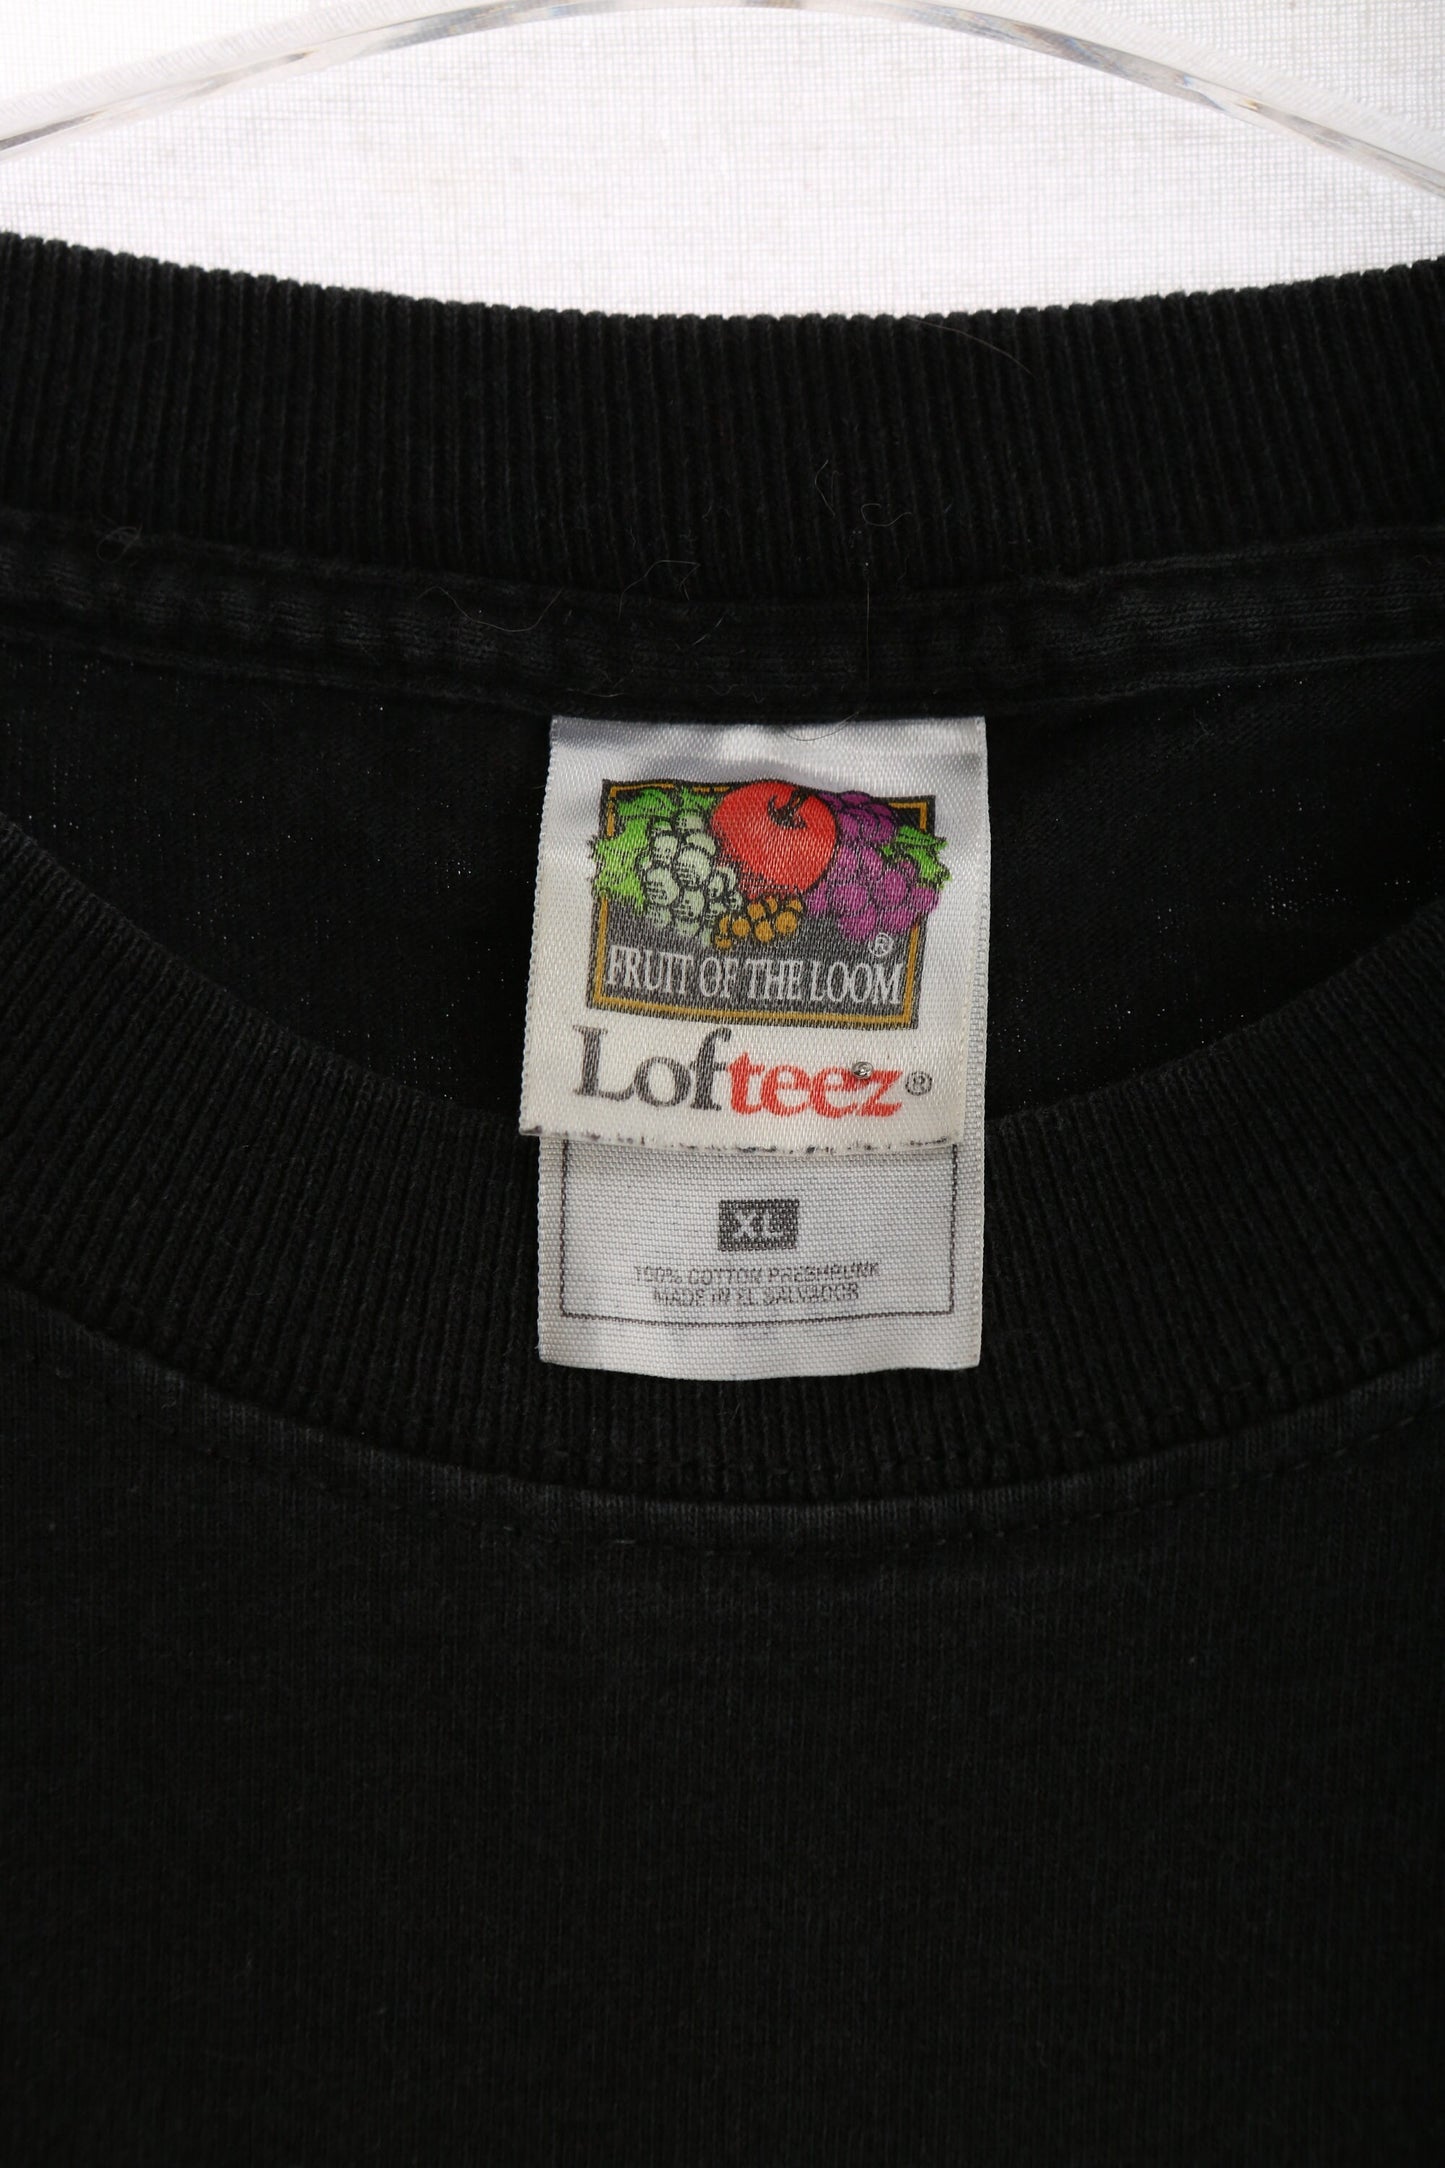 ®
FRUIT OF THE LOOM
Lofteez®
XL
100% COTTON PRESHRUNK
MADE IN EL SALVADOR